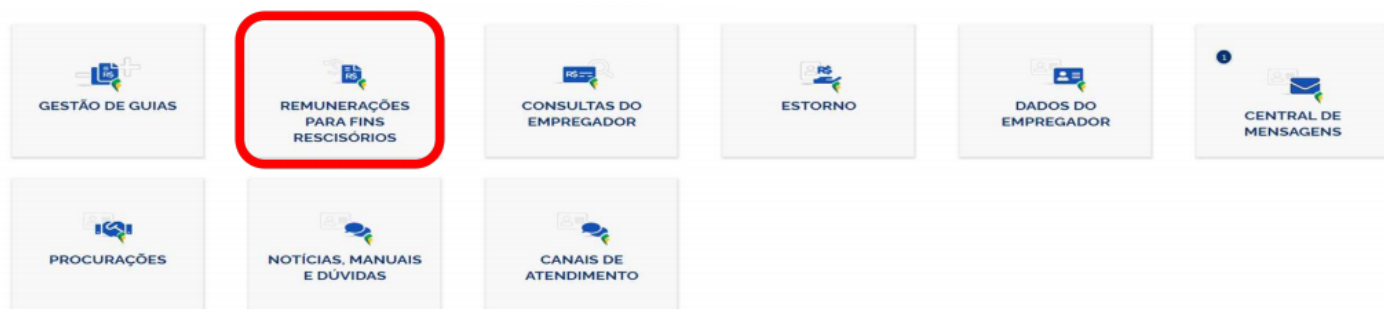 GESTÃO DE GUIAS
R$
REMUNERAÇÕES
PARA FINS
RESCISÓRIOS
R$
CONSULTAS DO
EMPREGADOR
R$
ESTORNO
R$
DADOS DO
EMPREGADOR
1
CENTRAL DE
MENSAGENS
PROCURAÇÕES
NOTÍCIAS, MANUAIS
E DÚVIDAS
CANAIS DE
ATENDIMENTO